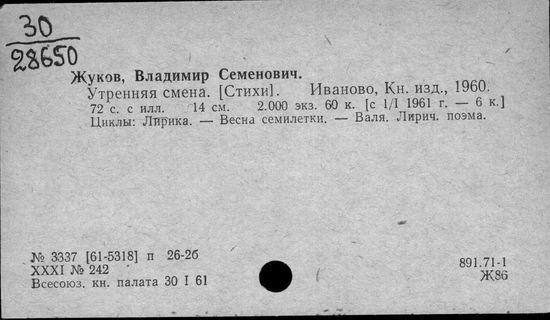 30
28650
Жуков, Владимир Семенович.
Утренняя смена. [Стихи]. Иваново, Кн. изд., 1960.
72 с. с илл. 14 см. 2.000 экз. 60 к. [с 1/I 1961 г. — 6 к.]
Циклы: Лирика. — Весна семилетки. — Валя. Лирич. поэма.
№ 3337 [61-5318] п 26-2б
XXXI № 242
Всесоюз. кн. палата 30 I 61
891.71-1
Ж86